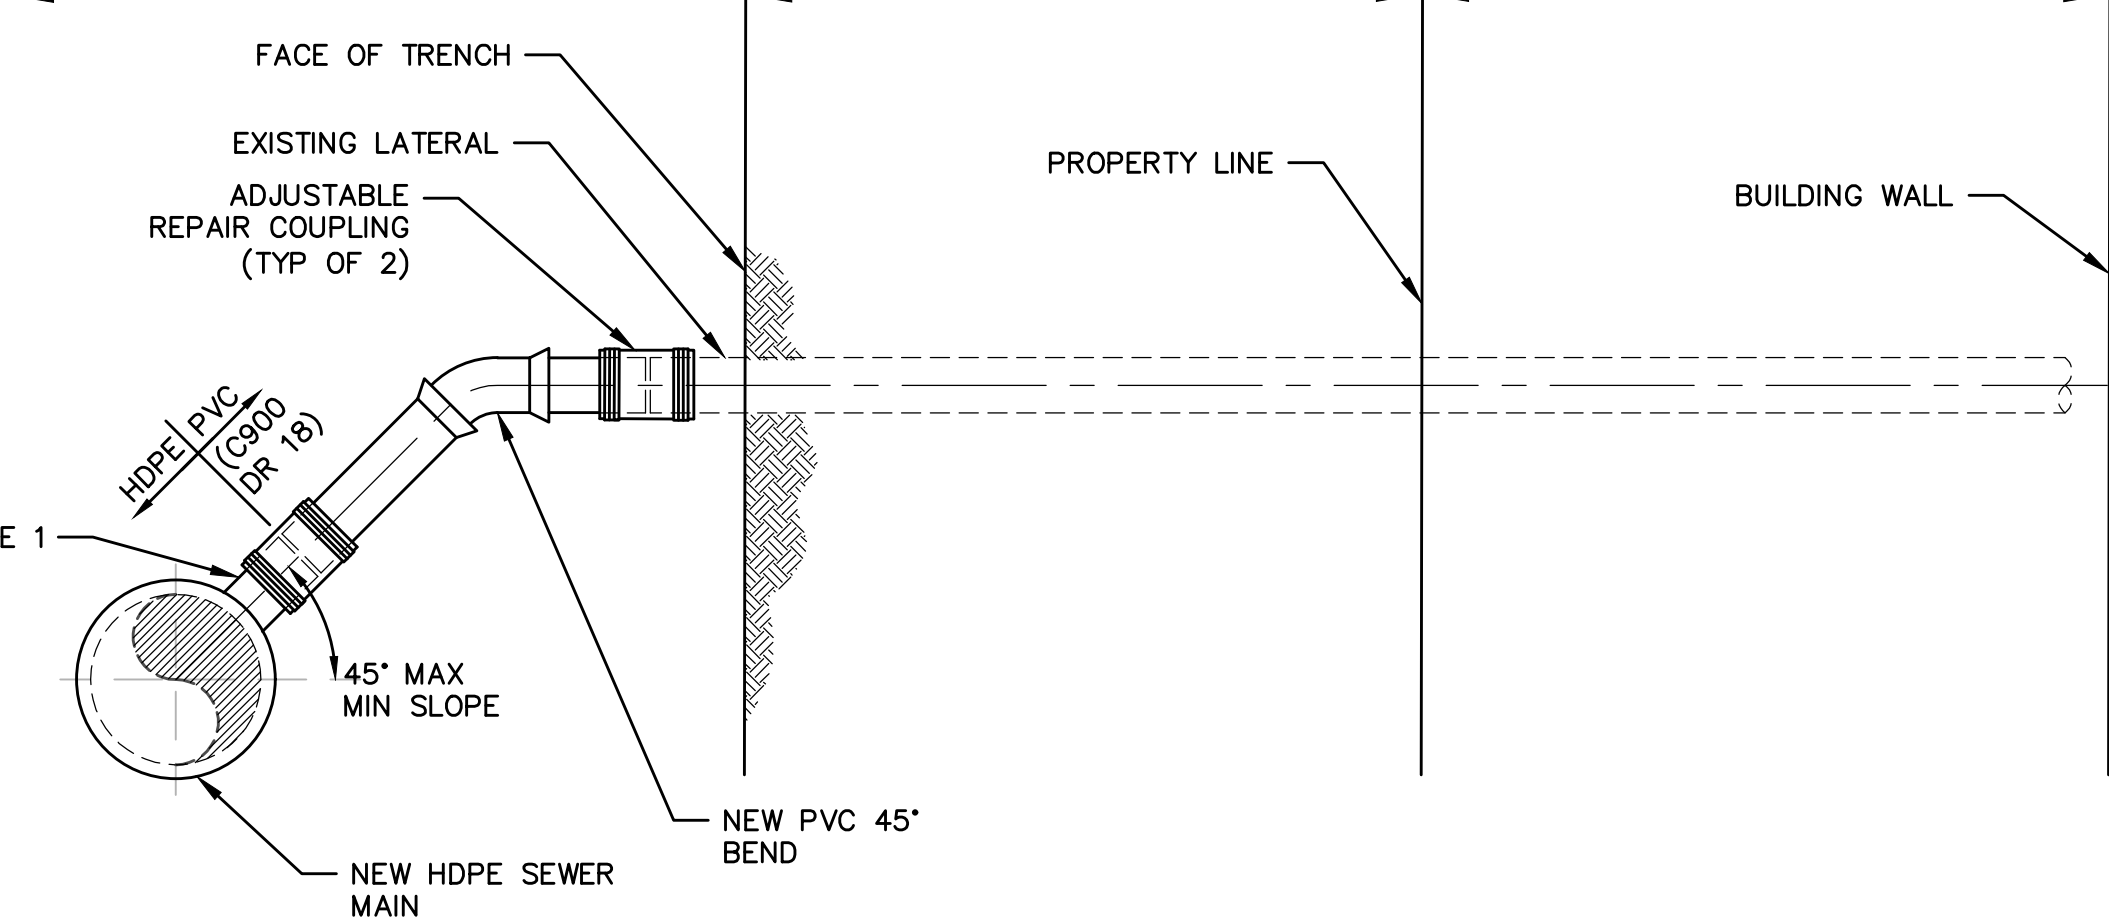 FACE OF TRENCH
EXISTING LATERAL
ADJUSTABLE
REPAIR COUPLING
(TYP OF 2)
PROPERTY LINE
BUILDING WALL
HDPE PVC
(C900
DR 18)
E 1
45° MAX
MIN SLOPE
NEW PVC 45°
BEND
NEW HDPE SEWER
MAIN